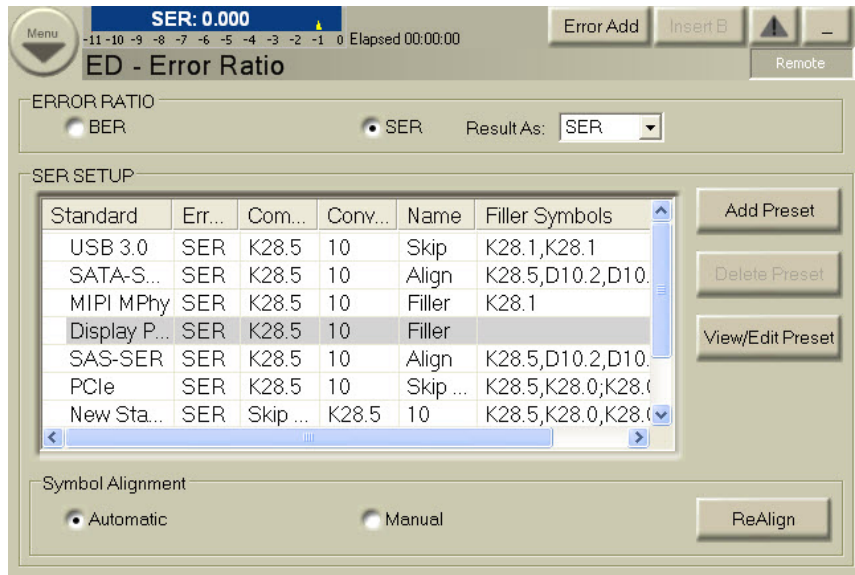 Menu
SER: 0.000
-11 -10 -9 -8 -7 -6 -5 -4 -3 -2 -1 0 Elapsed 00:00:00
Error Add
Insert B
ED - Error Ratio
Remote
ERROR RATIO
BER
SER
Result As:
SER
SER SETUP
Standard Err... Com... Conv... Name Filler Symbols
USB 3.0 SER K28.5 10 Skip K28.1,K28.1
SATA-S... SER K28.5 10 Align K28.5,D10.2,D10.
MIPI MPhy SER K28.5 10 Filler K28.1
Display P... SER K28.5 10 Filler
SAS-SER SER K28.5 10 Align K28.5,D10.2,D10.
PCIe SER K28.5 10 Skip ... K28.5,K28.0;K28.0
New Sta... SER Skip ... K28.5 10 K28.5,K28.0,K28.0
Add Preset
Delete Preset
View/Edit Preset
Symbol Alignment
Automatic
Manual
ReAlign